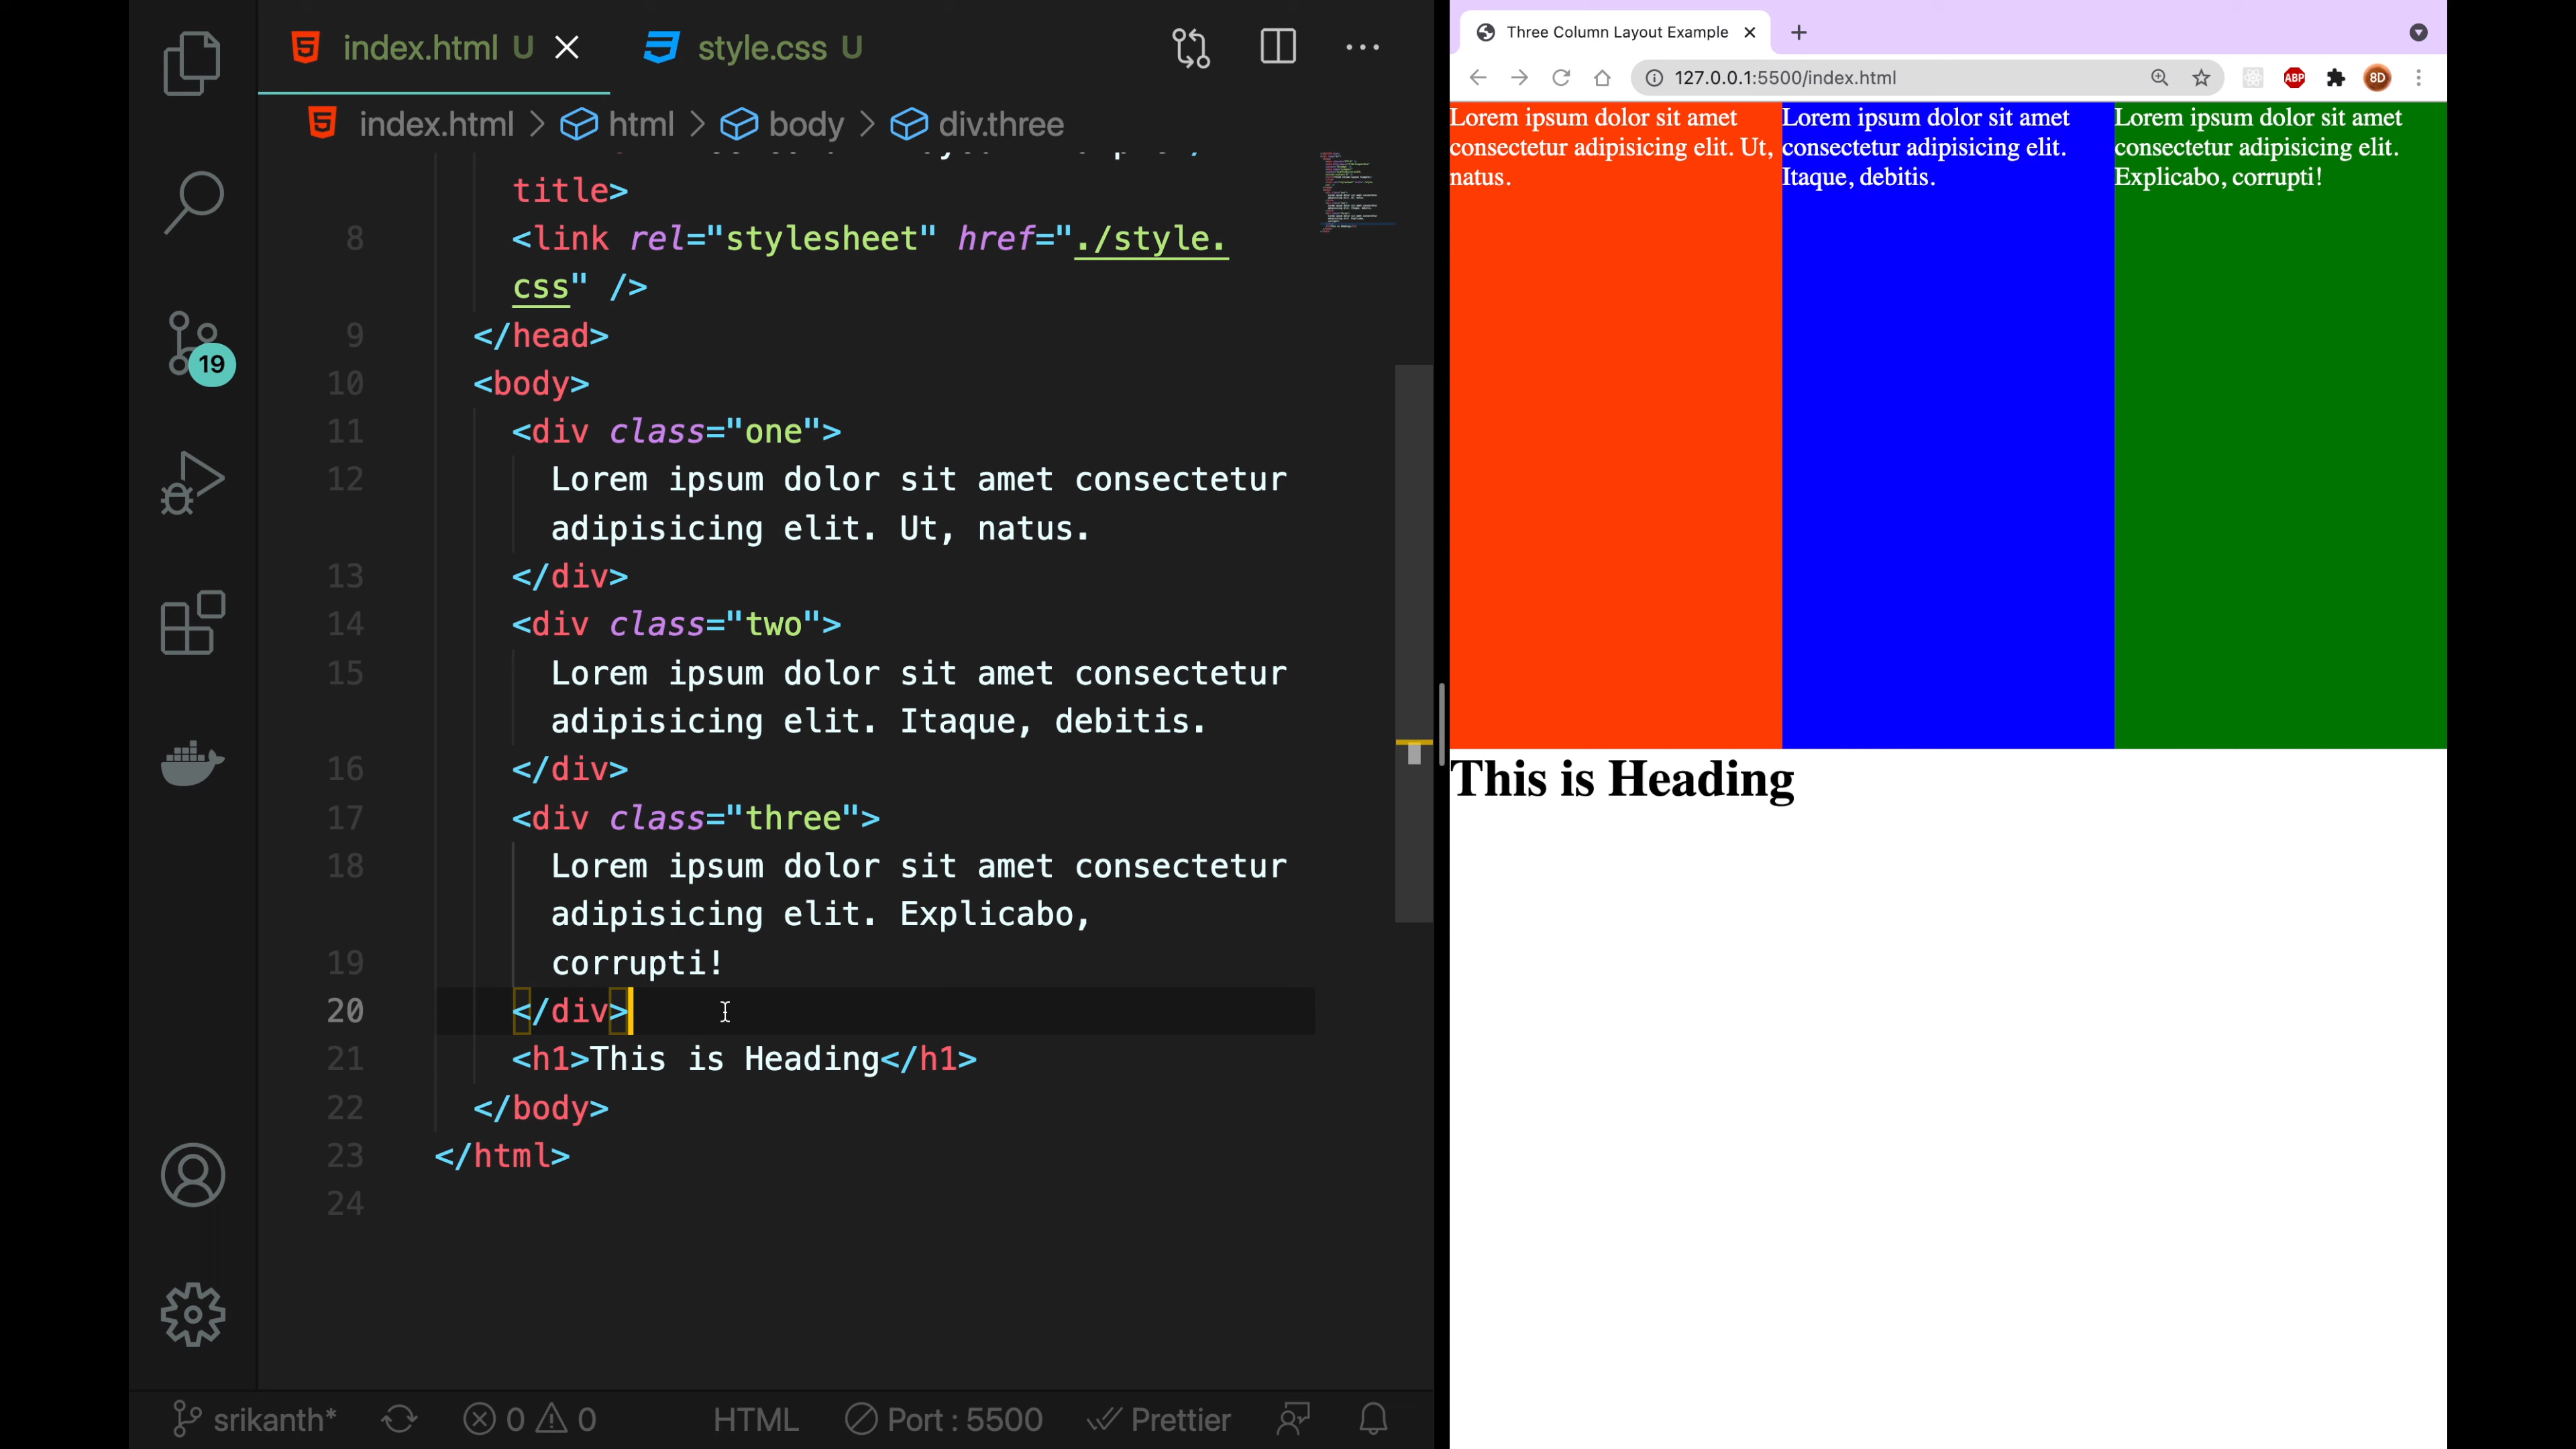 index.html U
style.css U
index.html > html > body > div.three
title>
8 <link rel="stylesheet" href="./style.
css" />
9 </head>
10 <body>
11 <div class="one">
12 Lorem ipsum dolor sit amet consectetur
adipisicing elit. Ut, natus.
13 </div>
14 <div class="two">
15 Lorem ipsum dolor sit amet consectetur
adipisicing elit. Itaque, debitis.
16 </div>
17 <div class="three">
18 Lorem ipsum dolor sit amet consectetur
adipisicing elit. Explicabo,
19 corrupti!
20 </div>
21 <h1>This is Heading</h1>
22 </body>
23 </html>
24
19
srikanth* 0 0 HTML Port : 5500 Prettier
Three Column Layout Example
127.0.0.1:5500/index.html
ABP
8D
Lorem ipsum dolor sit amet
consectetur adipisicing elit. Ut,
natus.
Lorem ipsum dolor sit amet
consectetur adipisicing elit.
Itaque, debitis.
Lorem ipsum dolor sit amet
consectetur adipisicing elit.
Explicabo, corrupti!
This is Heading